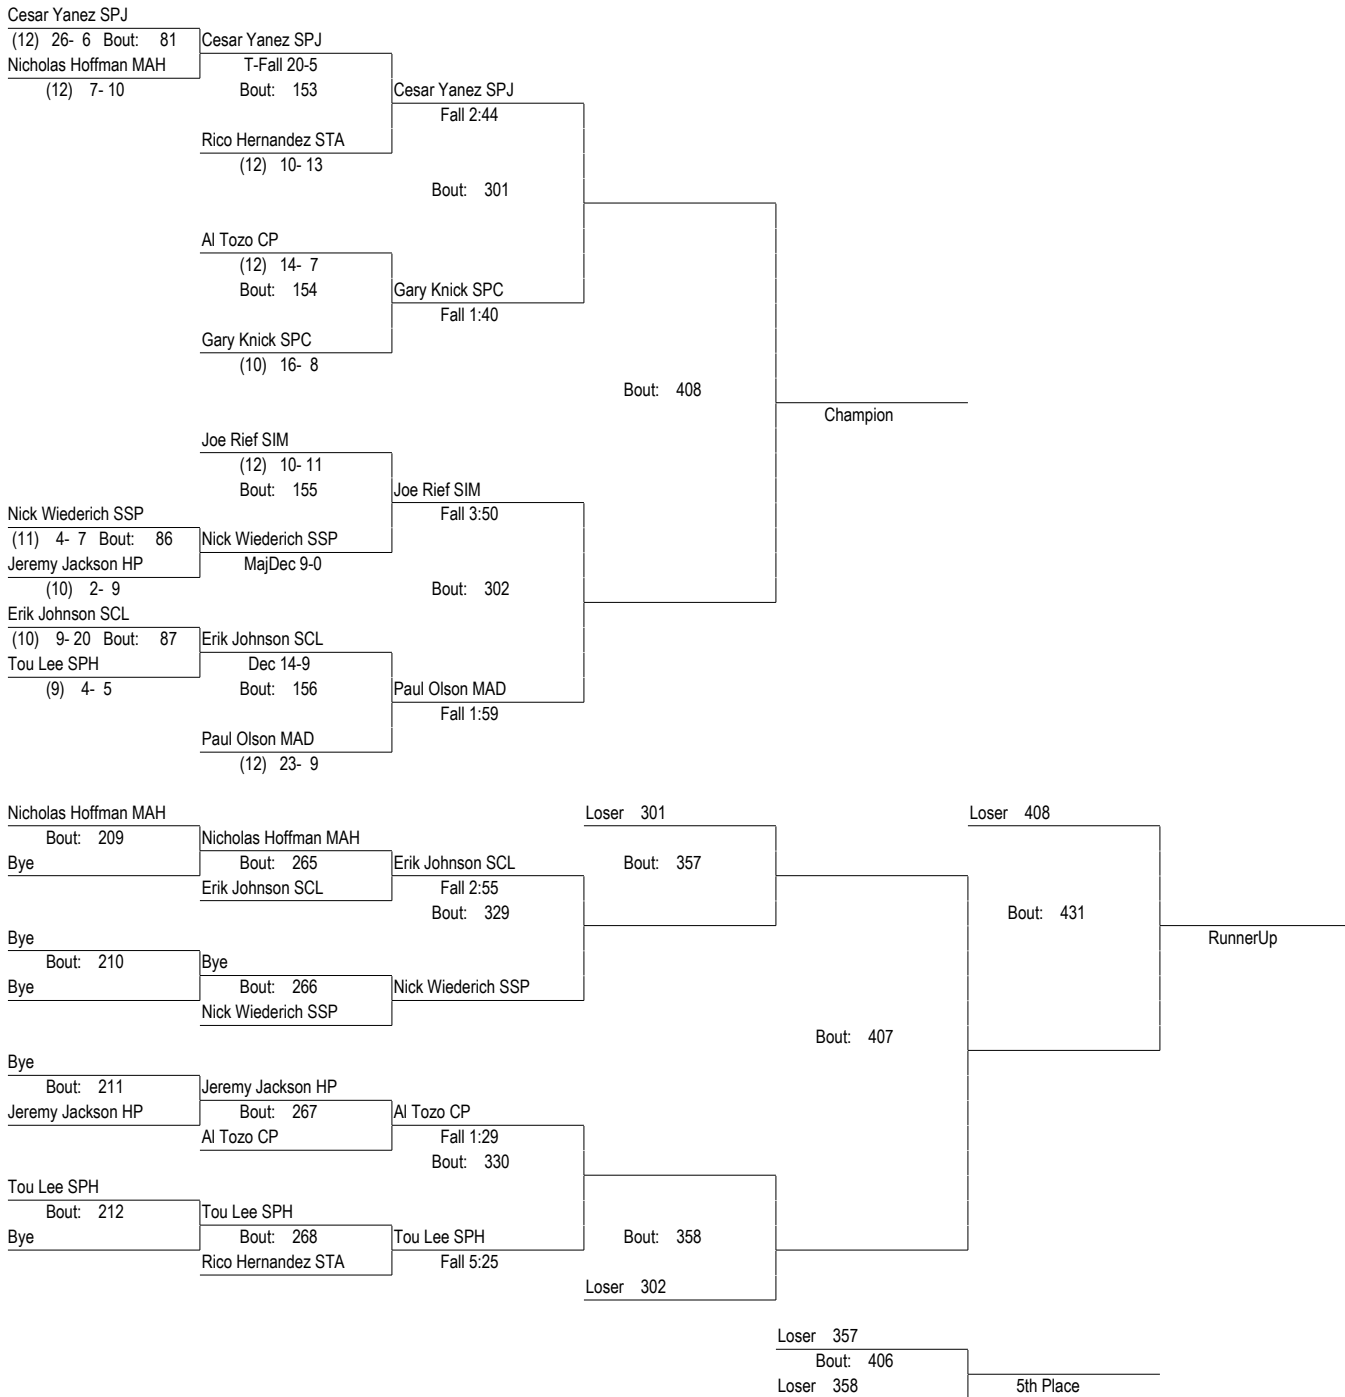 Cesar Yanez SPJ
(12) 26- 6 Bout: 81
Cesar Yanez SPJ
Nicholas Hoffman MAH
T-Fall 20-5
(12) 7- 10
Bout: 153
Cesar Yanez SPJ
Fall 2:44
Rico Hernandez STA
(12) 10- 13
Bout: 301
Al Tozo CP
(12) 14- 7
Bout: 154
Gary Knick SPC
Fall 1:40
Gary Knick SPC
(10) 16- 8
Bout: 408
Champion
Joe Rief SIM
(12) 10- 11
Bout: 155
Joe Rief SIM
Fall 3:50
Nick Wiederich SSP
(11) 4- 7 Bout: 86
Nick Wiederich SSP
Jeremy Jackson HP
MajDec 9-0
(10) 2- 9
Bout: 302
Erik Johnson SCL
(10) 9- 20 Bout: 87
Erik Johnson SCL
Tou Lee SPH
Dec 14-9
(9) 4- 5
Bout: 156
Paul Olson MAD
Fall 1:59
Paul Olson MAD
(12) 23- 9
Nicholas Hoffman MAH
Loser 301
Loser 408
Bout: 209
Nicholas Hoffman MAH
Bye
Bout: 265
Erik Johnson SCL
Bout: 357
Erik Johnson SCL
Fall 2:55
Bout: 329
Bout: 431
Bye
RunnerUp
Bout: 210
Bye
Bye
Bout: 266
Nick Wiederich SSP
Nick Wiederich SSP
Bout: 407
Bye
Bout: 211
Jeremy Jackson HP
Jeremy Jackson HP
Bout: 267
Al Tozo CP
Al Tozo CP
Fall 1:29
Bout: 330
Tou Lee SPH
Bout: 212
Tou Lee SPH
Bye
Bout: 268
Tou Lee SPH
Bout: 358
Rico Hernandez STA
Fall 5:25
Loser 302
Loser 357
Bout: 406
Loser 358
5th Place